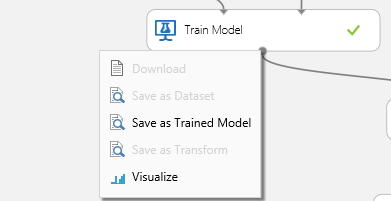 Train Model
Download
Save as Dataset
Save as Trained Model
Save as Transform
Visualize